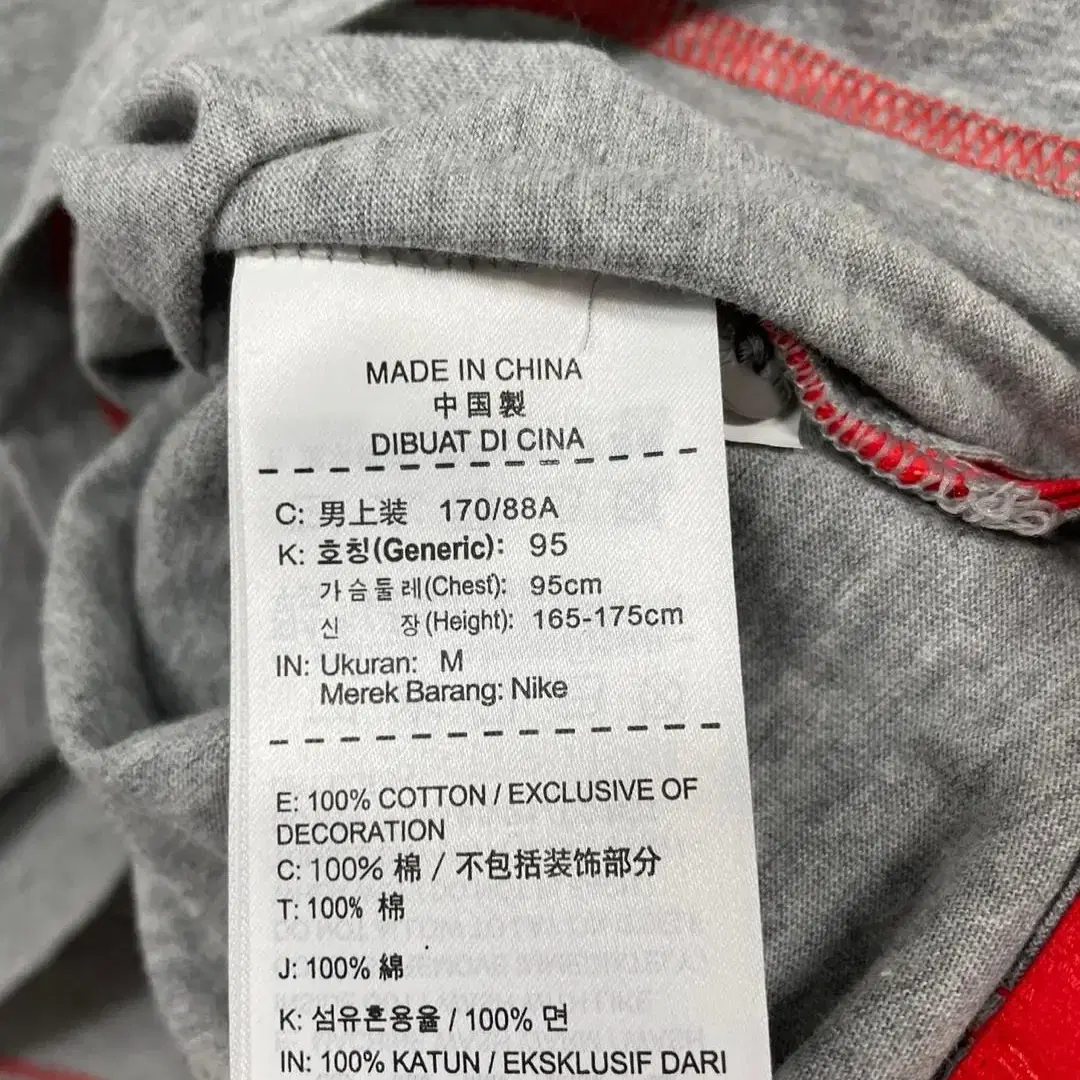 MADE IN CHINA
中国製
DIBUAT DI CINA
C: 男上装 170/88A
K: 호칭(Generic): 95
가슴둘레(Chest): 95cm
신 장(Height): 165-175cm
IN: Ukuran: M
Merek Barang: Nike
E: 100% COTTON / EXCLUSIVE OF
DECORATION
C: 100% 棉 / 不包括装饰部分
T: 100% 棉
J: 100% 綿
K: 섬유혼용율 / 100% 면
IN: 100% KATUN / EKSKLUSIF DARI